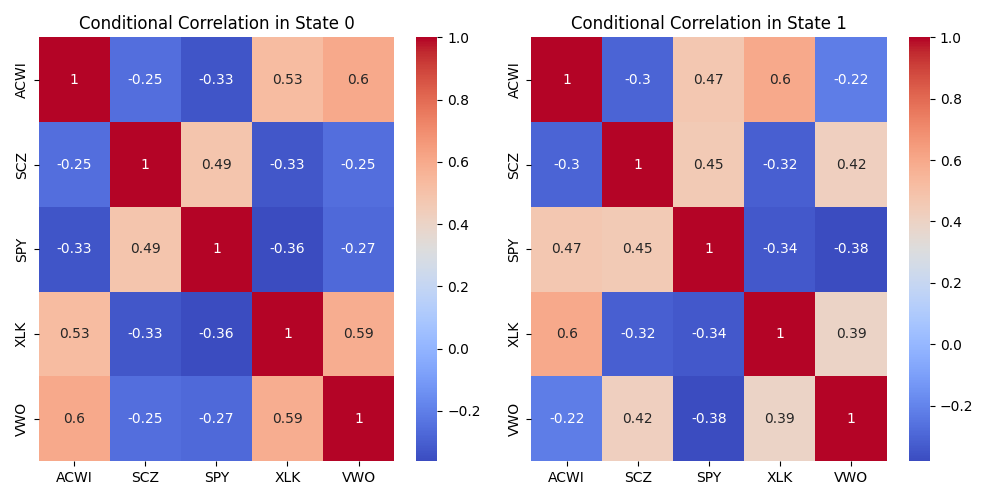 Conditional Correlation in State 0
ACWI 1 -0.25 -0.33 0.53 0.6
SCZ -0.25 1 0.49 -0.33 -0.25
SPY -0.33 0.49 1 -0.36 -0.27
XLK 0.53 -0.33 -0.36 1 0.59
VWO 0.6 -0.25 -0.27 0.59 1
ACWI SCZ SPY XLK VWO
1.0
0.8
0.6
0.4
0.2
0.0
-0.2
Conditional Correlation in State 1
ACWI 1 -0.3 0.47 0.6 -0.22
SCZ -0.3 1 0.45 -0.32 0.42
SPY 0.47 0.45 1 -0.34 -0.38
XLK 0.6 -0.32 -0.34 1 0.39
VWO -0.22 0.42 -0.38 0.39 1
ACWI SCZ SPY XLK VWO
1.0
0.8
0.6
0.4
0.2
0.0
-0.2